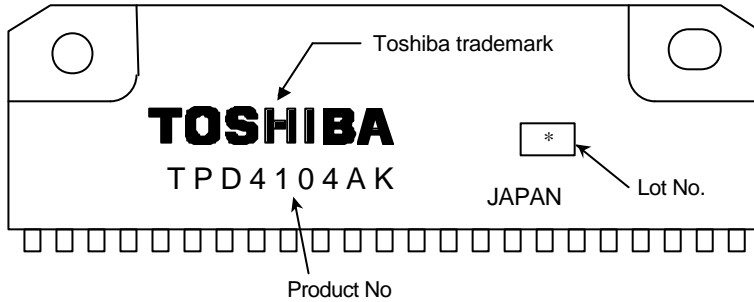 Toshiba trademark
TOSHIBA
*
TPD4104AK
JAPAN
Lot No.
Product No